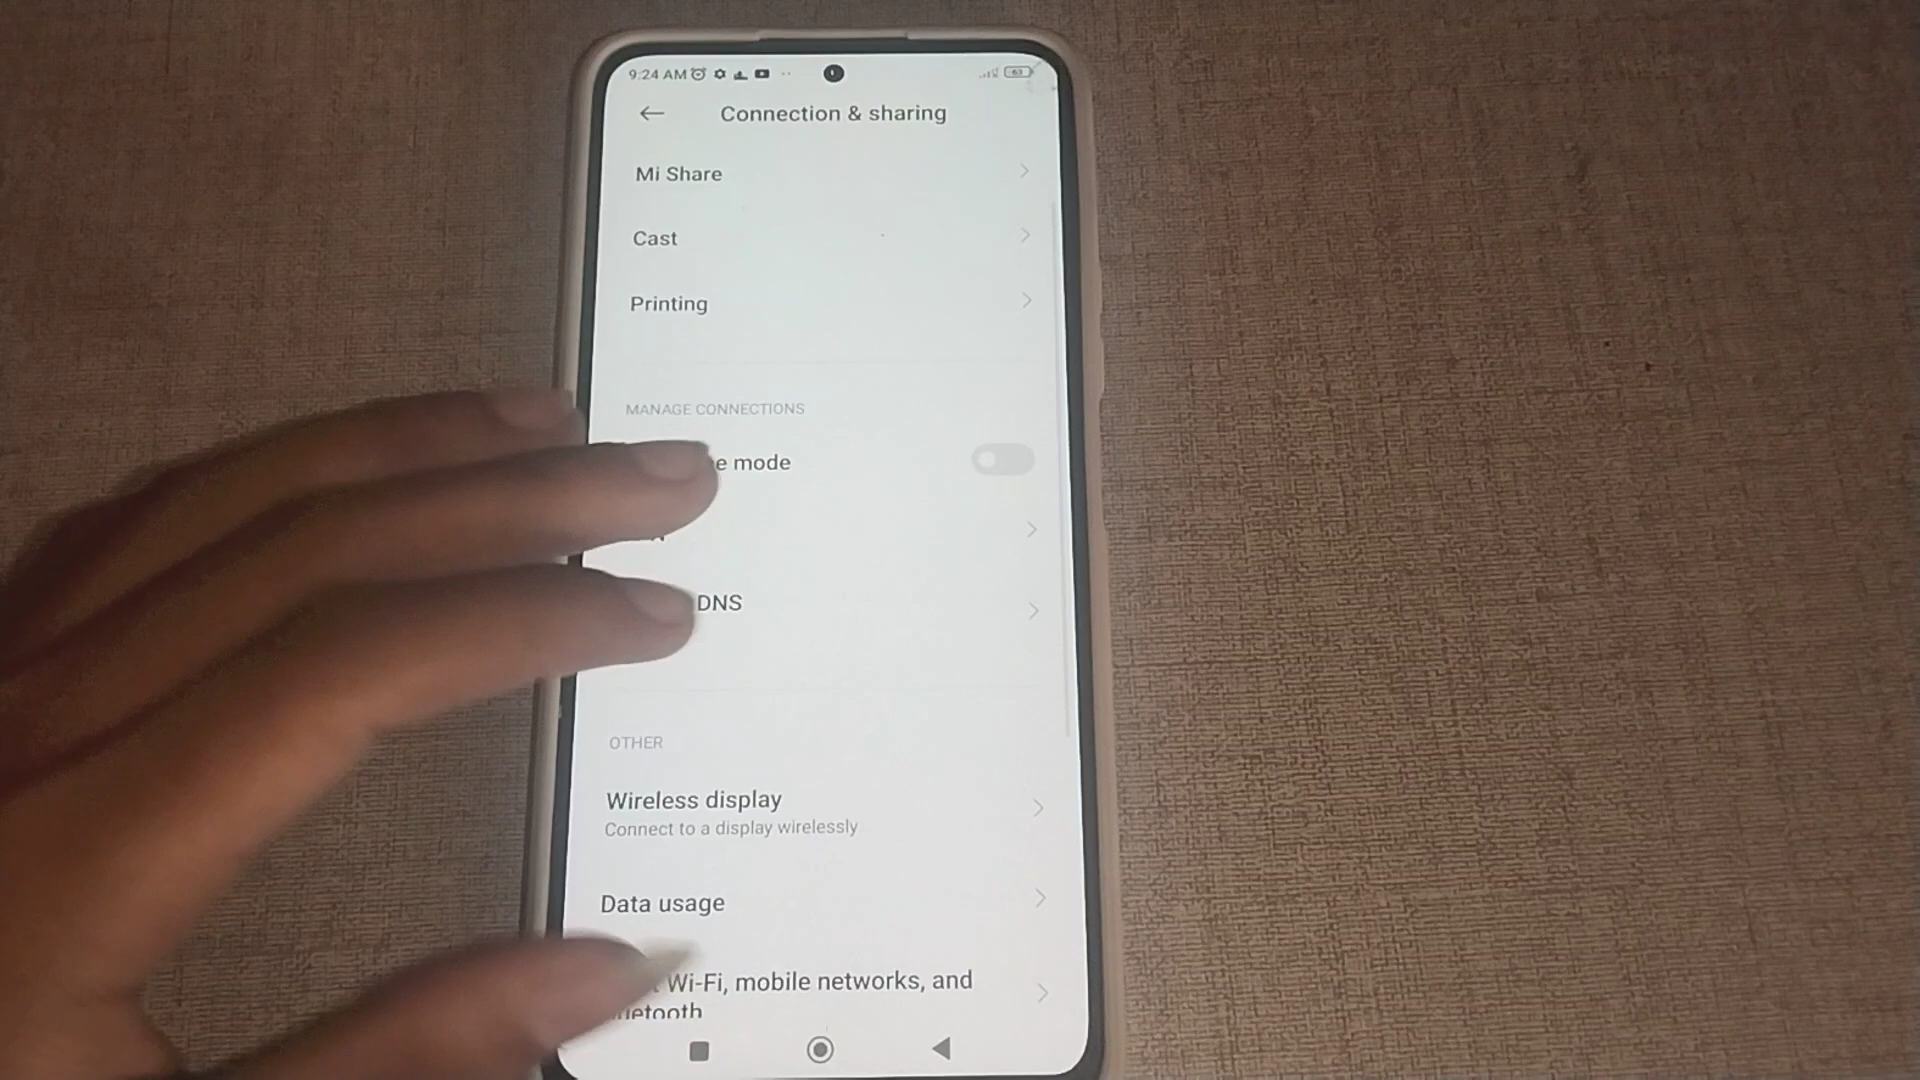 9:24 AM
63
Connection & sharing
Mi Share
Cast
Printing
MANAGE CONNECTIONS
e mode
DNS
OTHER
Wireless display
Connect to a display wirelessly
Data usage
Wi-Fi, mobile networks, and
uetooth